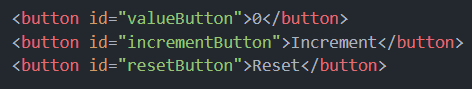 <button id="valueButton">0</button>
<button id="incrementButton">Increment</button>
<button id="resetButton">Reset</button>